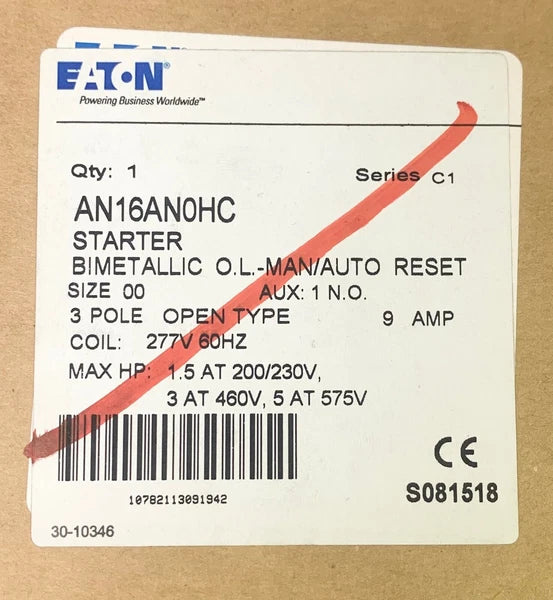 EATON
Powering Business Worldwide™
Qty: 1 Series C1
AN16AN0HC
STARTER
BIMETALLIC O.L.-MAN/AUTO RESET
SIZE 00 AUX: 1 N.O.
3 POLE OPEN TYPE 9 AMP
COIL: 277V 60HZ
MAX HP: 1.5 AT 200/230V,
3 AT 460V, 5 AT 575V
CE
10782113091942
S081518
30-10346